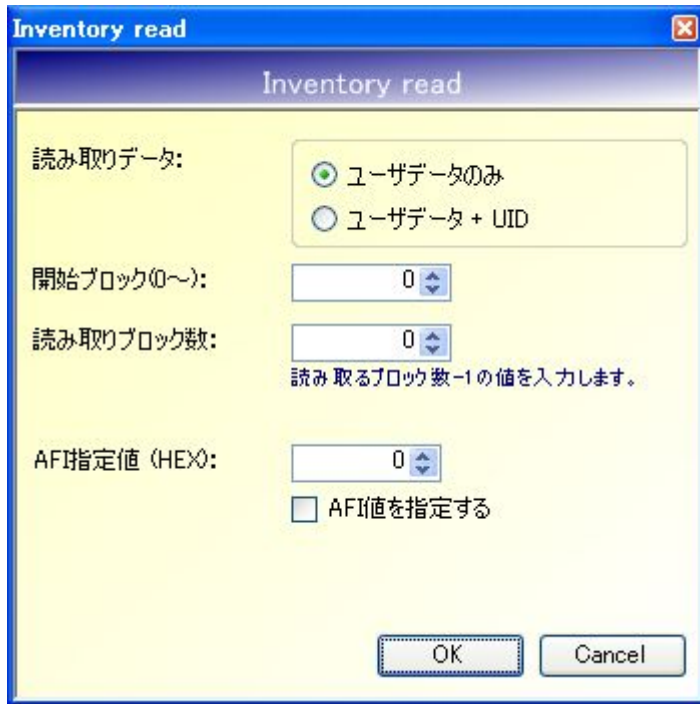 Inventory read
Inventory read
読み取りデータ:
ユーザデータのみ
ユーザデータ + UID
開始ブロック(0～):
0
読み取りブロック数:
0
読み取るブロック数-1の値を入力します。
AFI指定値 (HEX):
0
AFI値を指定する
OK
Cancel